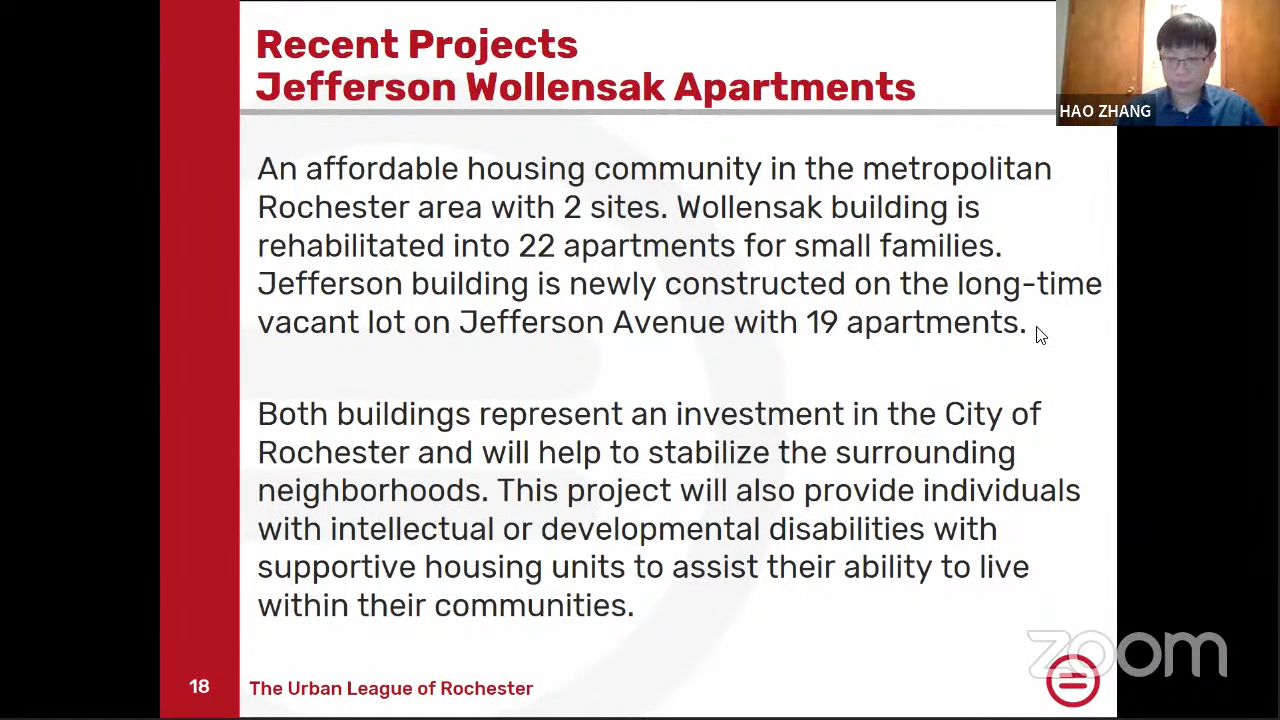 Recent Projects
Jefferson Wollensak Apartments
HAO ZHANG
An affordable housing community in the metropolitan
Rochester area with 2 sites. Wollensak building is
rehabilitated into 22 apartments for small families.
Jefferson building is newly constructed on the long-time
vacant lot on Jefferson Avenue with 19 apartments.
Both buildings represent an investment in the City of
Rochester and will help to stabilize the surrounding
neighborhoods. This project will also provide individuals
with intellectual or developmental disabilities with
supportive housing units to assist their ability to live
within their communities.
zoom
18
The Urban League of Rochester